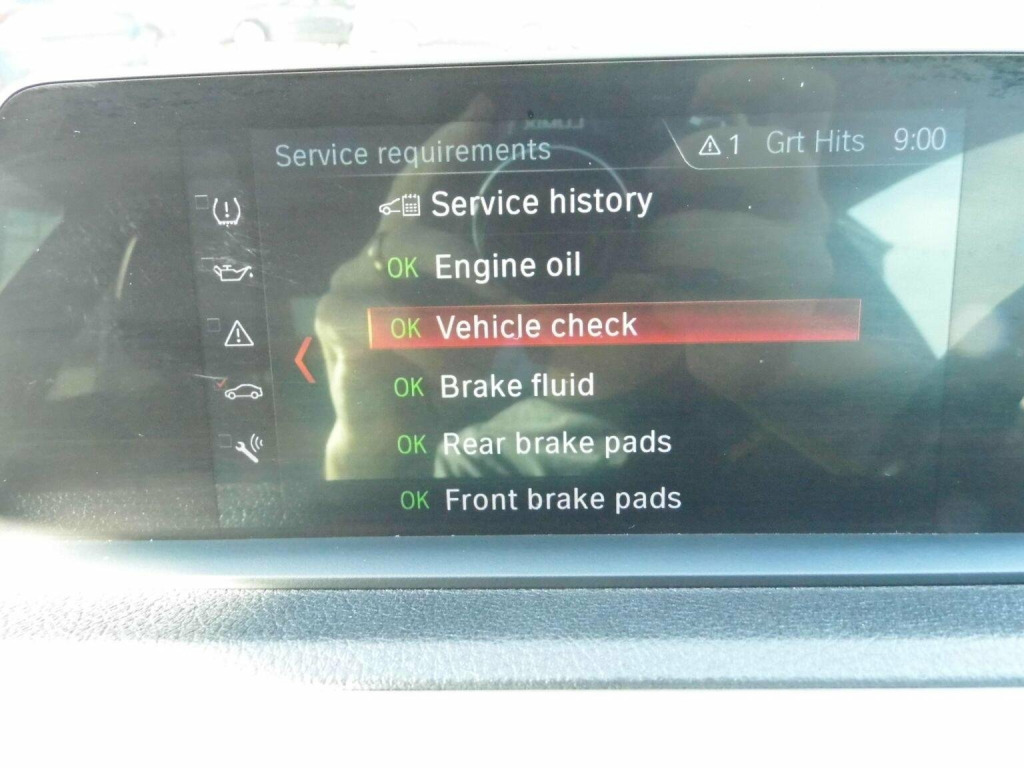 Service requirements
1 Grt Hits 9:00
Service history
OK Engine oil
OK Vehicle check
OK Brake fluid
OK Rear brake pads
OK Front brake pads